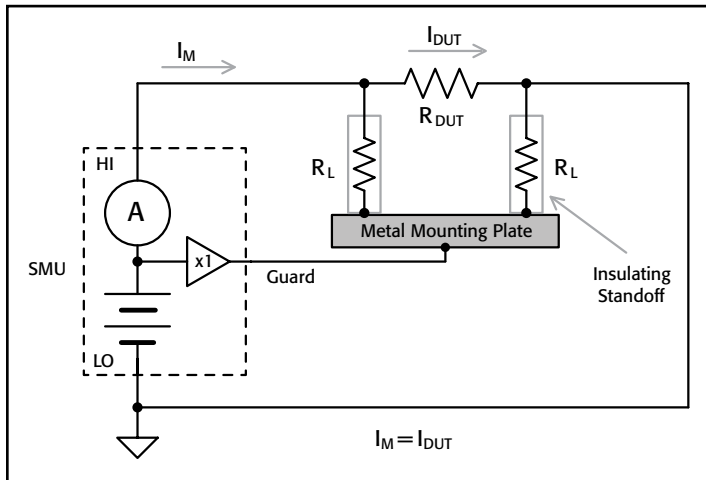 I_M
I_DUT
R_DUT
HI
R_L
R_L
A
Metal Mounting Plate
x1
SMU
Guard
Insulating
Standoff
LO
I_M = I_DUT